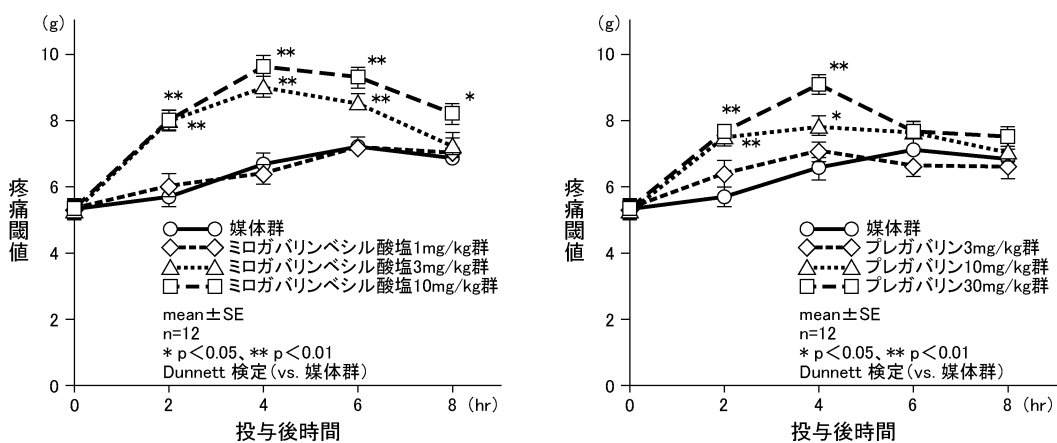 (g)
10
8
6
4
2
0
疼痛閾値
**
**
**
**
**
**
*
媒体群
ミロガバリンベシル酸塩1mg/kg群
ミロガバリンベシル酸塩3mg/kg群
ミロガバリンベシル酸塩10mg/kg群
mean±SE
n=12
* p<0.05、** p<0.01
Dunnett 検定(vs. 媒体群)
0 2 4 6 8 (hr)
投与後時間
(g)
10
8
6
4
2
0
疼痛閾値
**
**
**
*
媒体群
プレガバリン3mg/kg群
プレガバリン10mg/kg群
プレガバリン30mg/kg群
mean±SE
n=12
* p<0.05、** p<0.01
Dunnett 検定(vs. 媒体群)
0 2 4 6 8 (hr)
投与後時間